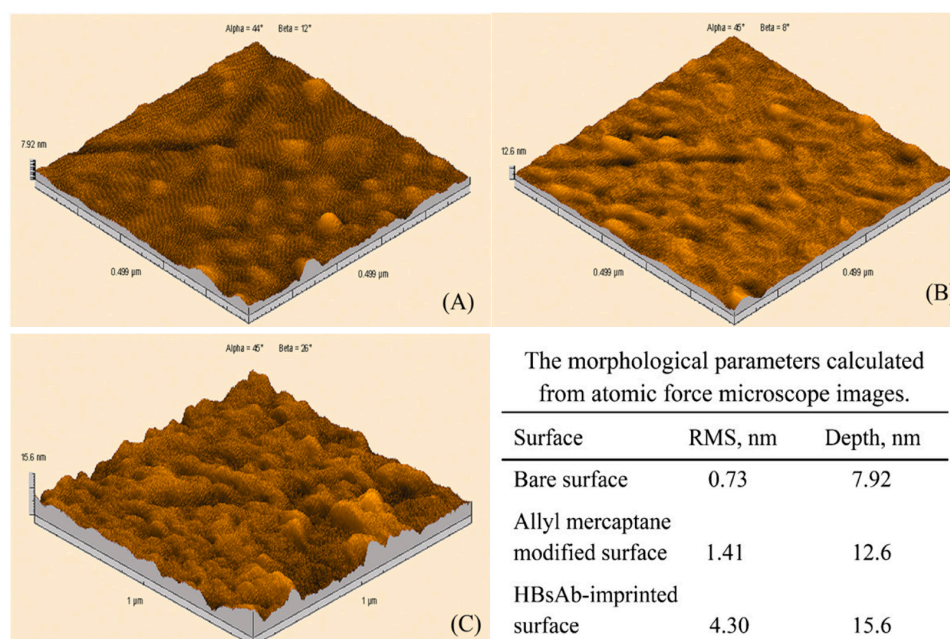 Alpha = 44° Beta = 12°
7.92 nm
0.499 µm 0.499 µm
(A)
Alpha = 45° Beta = 8°
12.6 nm
0.499 µm 0.499 µm
(B)
Alpha = 45° Beta = 26°
15.6 nm
1 µm 1 µm
(C)
The morphological parameters calculated
from atomic force microscope images.
Surface RMS, nm Depth, nm
Bare surface 0.73 7.92
Allyl mercaptane
modified surface 1.41 12.6
HBsAb-imprinted
surface 4.30 15.6